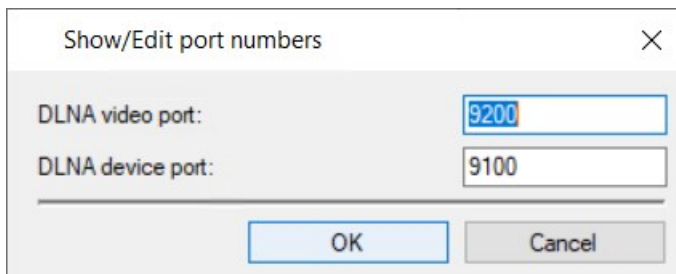 Show/Edit port numbers
DLNA video port: 9200
DLNA device port: 9100
OK Cancel